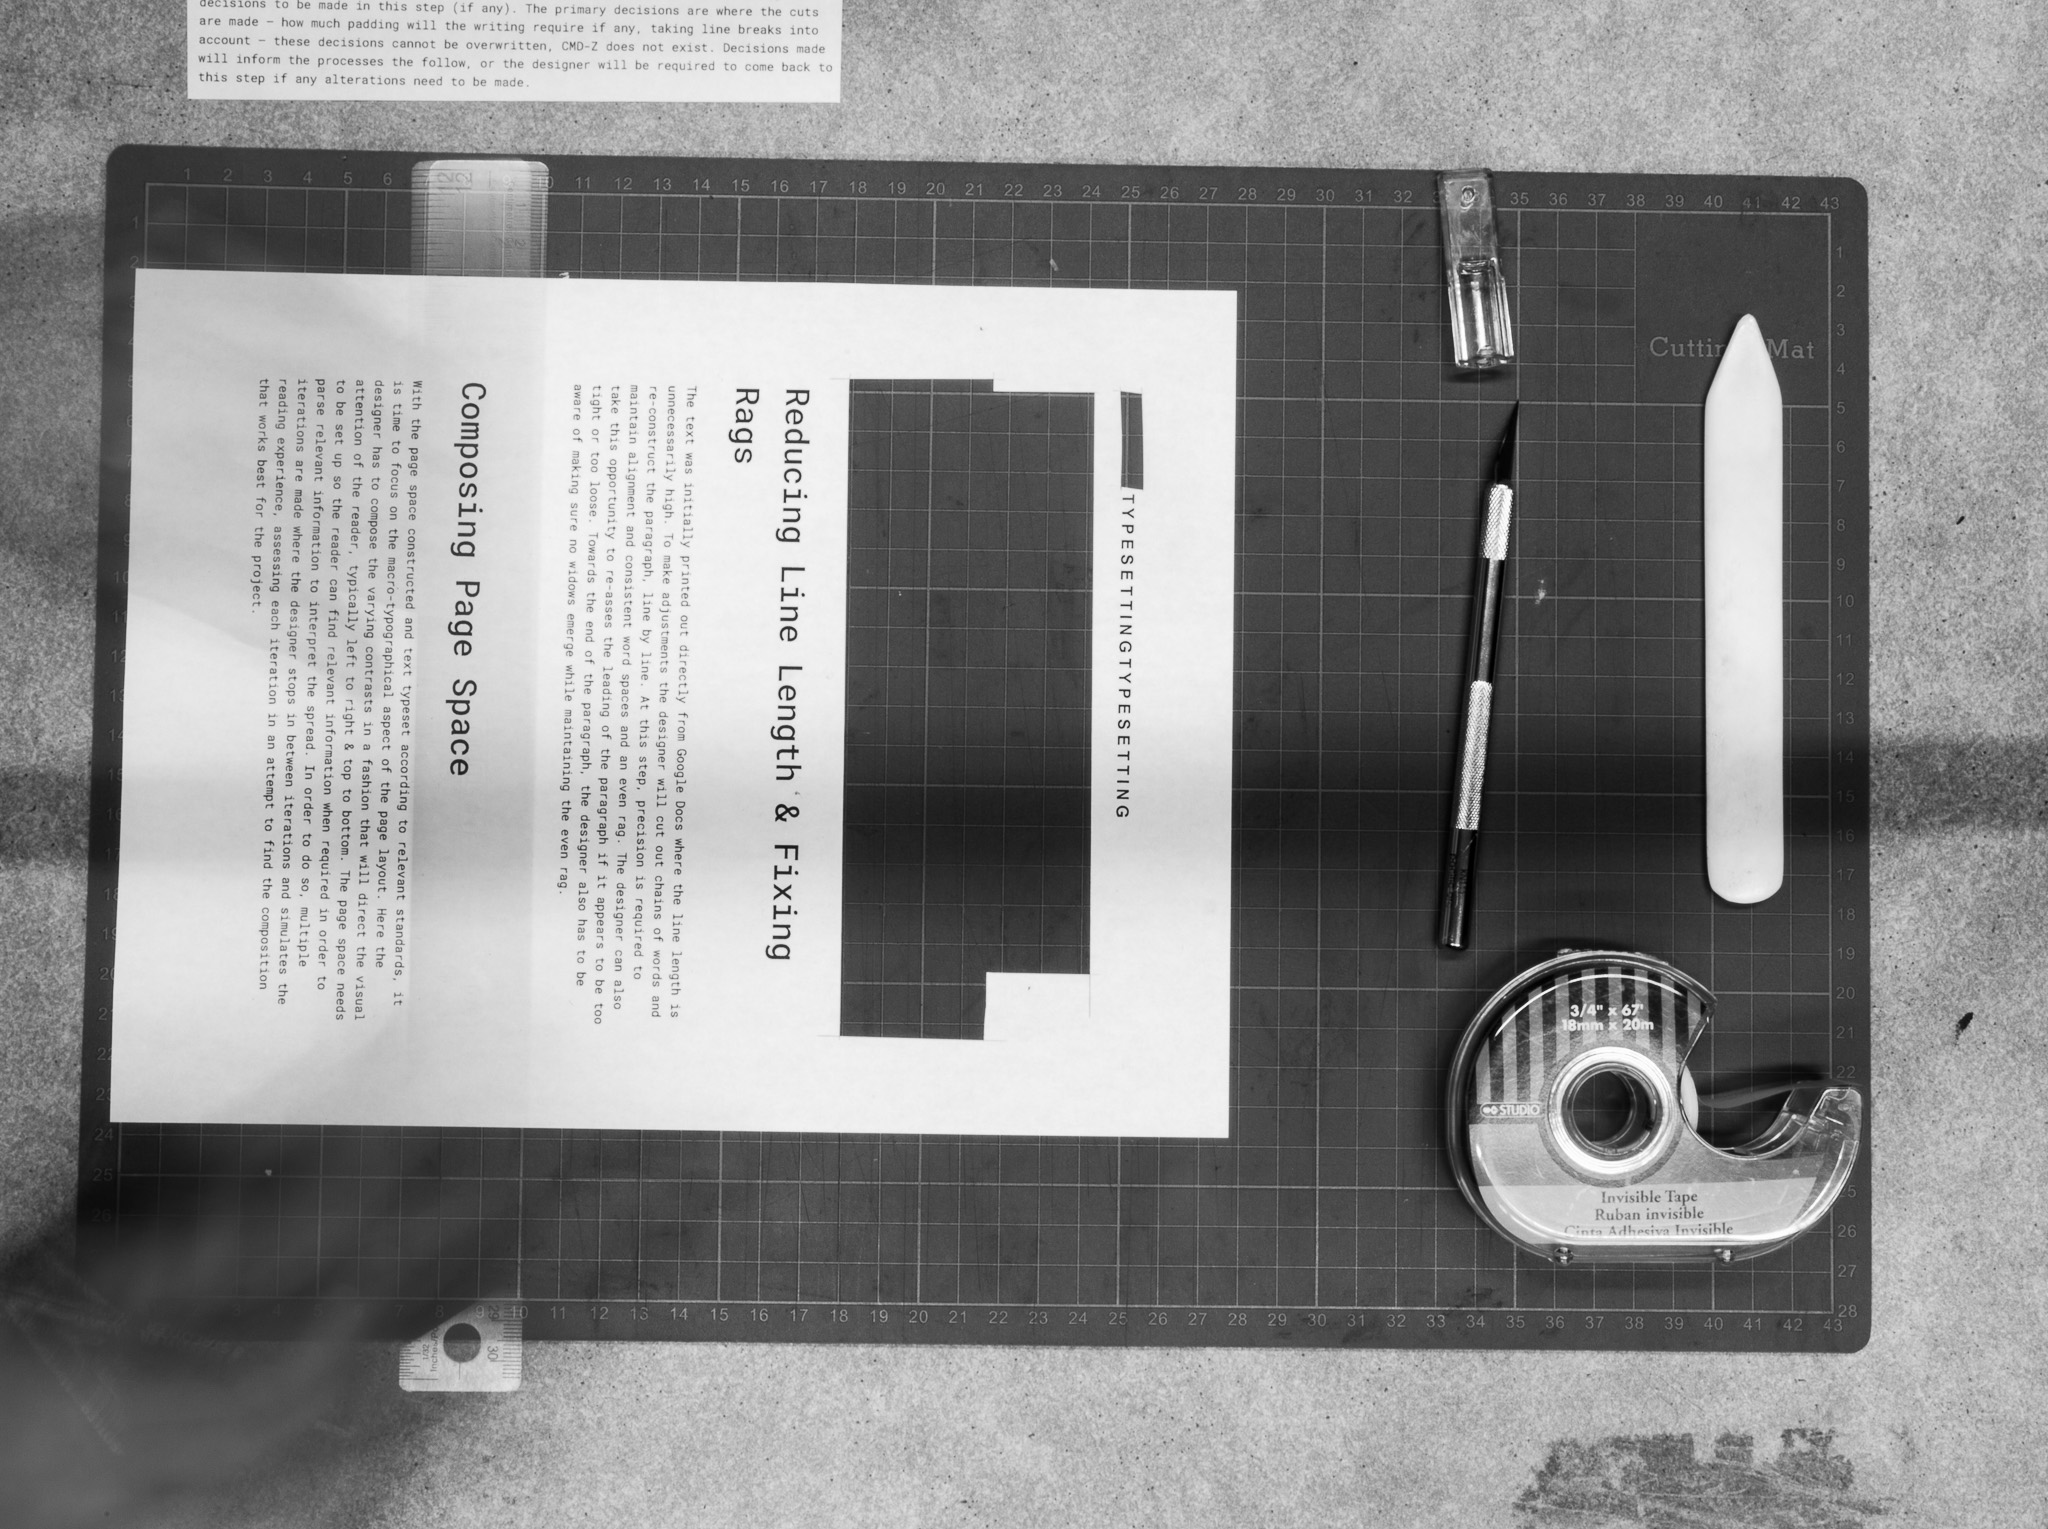 decisions to be made in this step (if any). The primary decisions are where the cuts
are made – how much padding will the writing require if any, taking line breaks into
account – these decisions cannot be overwritten, CMD-Z does not exist. Decisions made
will inform the processes the follow, or the designer will be required to come back to
this step if any alterations need to be made.
TYPESETTINGTYPESETTING
Reducing Line Length & Fixing
Rags
The text was initially printed out directly from Google Docs where the line length is
unnecessarily high. To make adjustments the designer will cut out chains of words and
re-construct the paragraph, line by line. At this step, precision is required to
maintain alignment and consistent word spaces and an even rag. The designer can also
take this opportunity to re-asses the leading of the paragraph if it appears to be too
tight or too loose. Towards the end of the paragraph, the designer also has to be
aware of making sure no widows emerge while maintaining the even rag.
Composing Page Space
With the page space constructed and text typeset according to relevant standards, it
is time to focus on the macro-typographical aspect of the page layout. Here the
designer has to compose the varying contrasts in a fashion that will direct the visual
attention of the reader, typically left to right & top to bottom. The page space needs
to be set up so the reader can find relevant information when required in order to
parse relevant information to interpret the spread. In order to do so, multiple
iterations are made where the designer stops in between iterations and simulates the
reading experience, assessing each iteration in an attempt to find the composition
that works best for the project.
Mat
3/4" x 67'
18mm x 20m
STUDIO
Invisible Tape
Ruban invisible
Cinta Adhesiva Invisible